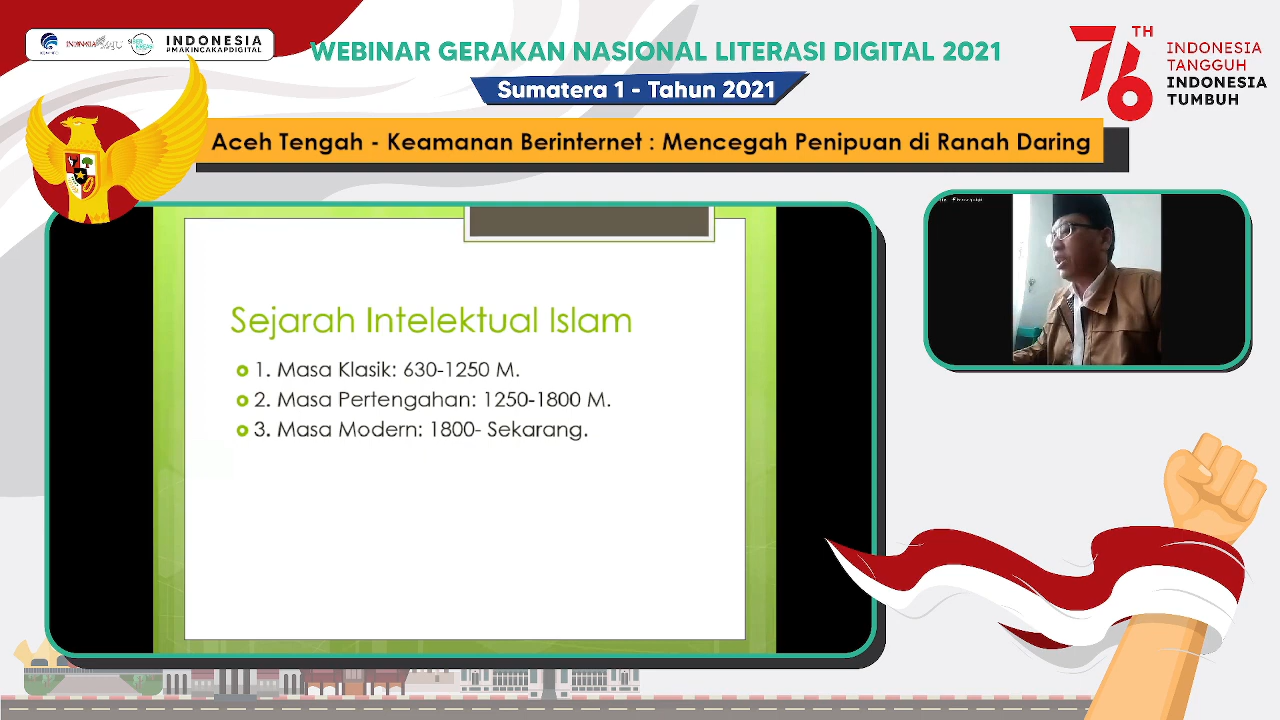 INDONESIA
#MAKINCAKAPDIGITAL
WEBINAR GERAKAN NASIONAL LITERASI DIGITAL 2021
Sumatera 1 - Tahun 2021
76TH
INDONESIA
TANGGUH
INDONESIA
TUMBUH
Aceh Tengah - Keamanan Berinternet : Mencegah Penipuan di Ranah Daring
Sejarah Intelektual Islam
1. Masa Klasik: 630-1250 M.
2. Masa Pertengahan: 1250-1800 M.
3. Masa Modern: 1800- Sekarang.